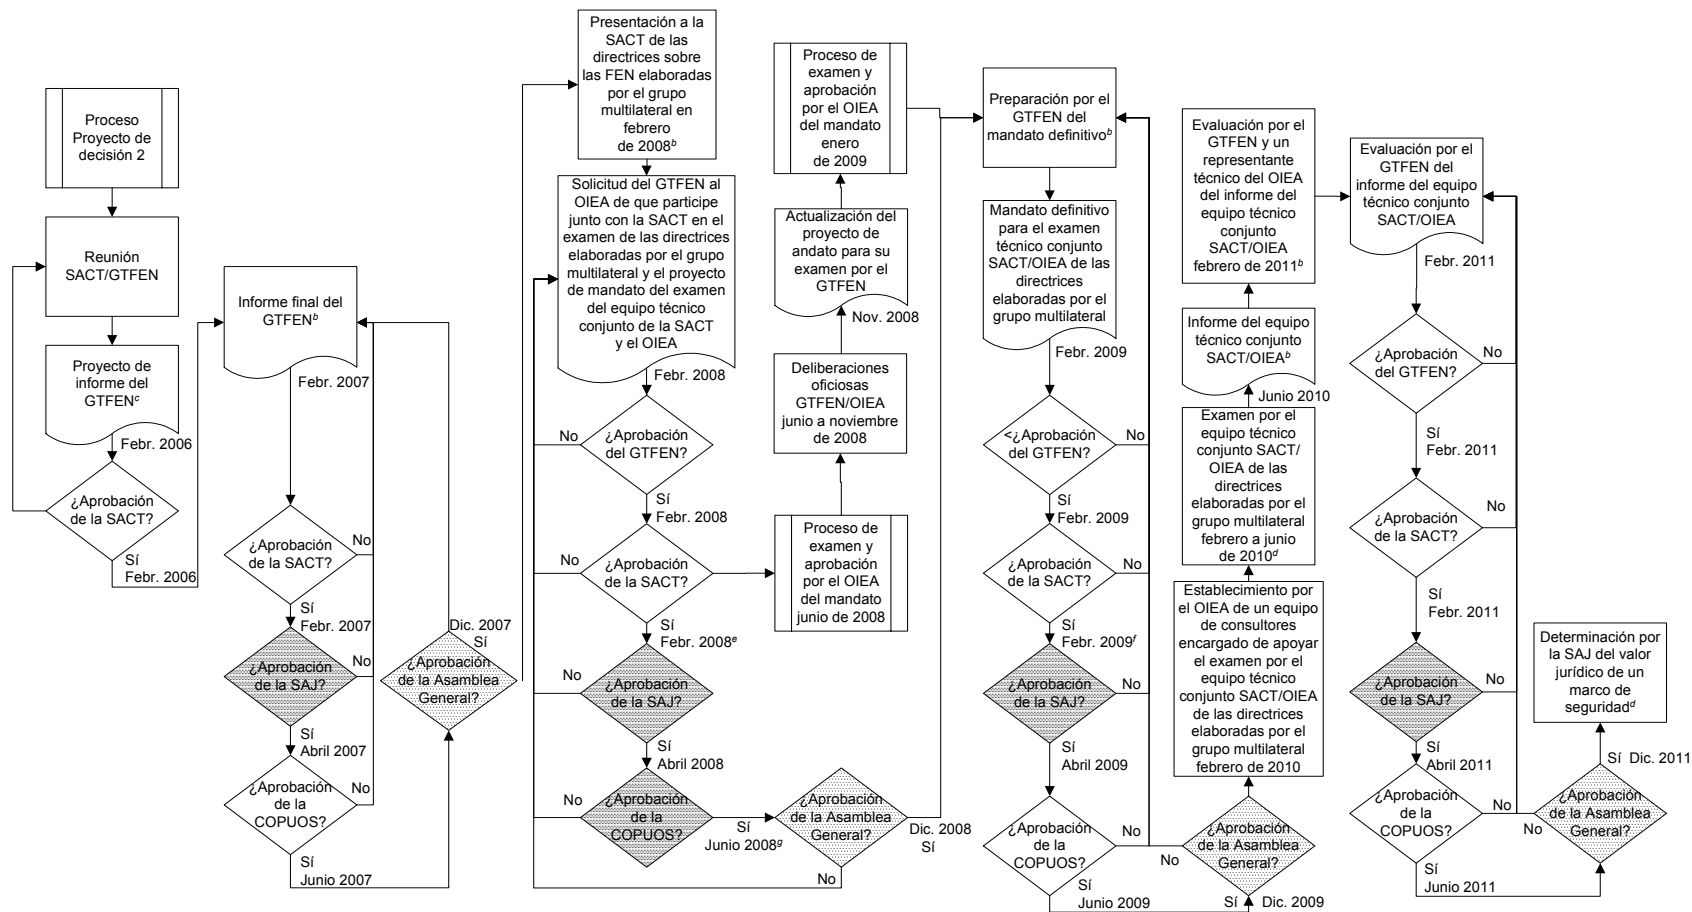 Proceso
Proyecto de
decisión 2
Reunión
SACT/GTFEN
Proyecto de
informe del
GTFENc
Febr. 2006
¿Aprobación
de la SACT?
Sí
Febr. 2006
Informe final del
GTFENb
Febr. 2007
¿Aprobación
de la SACT?
No
Sí
Febr. 2007
¿Aprobación
de la SAJ?
No
Sí
Abril 2007
¿Aprobación
de la
COPUOS?
No
Sí
Junio 2007
Dic. 2007
Sí
¿Aprobación
de la Asamblea
General?
Presentación a la
SACT de las
directrices sobre
las FEN elaboradas
por el grupo
multilateral en
febrero
de 2008b
Solicitud del GTFEN al
OIEA de que participe
junto con la SACT en el
examen de las directrices
elaboradas por el grupo
multilateral y el proyecto
de mandato del examen
del equipo técnico
conjunto de la SACT
y el OIEA
Febr. 2008
No
¿Aprobación
del GTFEN?
Sí
Febr. 2008
No
¿Aprobación
de la SACT?
Sí
Febr. 2008e
No
¿Aprobación
de la SAJ?
Sí
Abril 2008
No
¿Aprobación
de la
COPUOS?
Sí
Junio 2008g
¿Aprobación
de la Asamblea
General?
No
Dic. 2008
Sí
Proceso de
examen y
aprobación
por el OIEA
del mandato
enero
de 2009
Actualización del
proyecto de
andato para su
examen por el
GTFEN
Nov. 2008
Deliberaciones
oficiosas
GTFEN/OIEA
junio a noviembre
de 2008
Proceso de
examen y
aprobación
por el OIEA
del mandato
junio de 2008
Preparación por el
GTFEN del
mandato definitivob
Mandato definitivo
para el examen
técnico conjunto
SACT/OIEA de las
directrices
elaboradas por el
grupo multilateral
Febr. 2009
<¿Aprobación
del GTFEN?
No
Sí
Febr. 2009
¿Aprobación
de la SACT?
No
Sí
Febr. 2009f
¿Aprobación
de la SAJ?
No
Sí
Abril 2009
¿Aprobación
de la
COPUOS?
No
Sí
Junio 2009
¿Aprobación
de la Asamblea
General?
No
Sí
Dic. 2009
Evaluación por el
GTFEN y un
representante
técnico del OIEA
del informe del
equipo técnico
conjunto
SACT/OIEA
febrero de 2011b
Informe del equipo
técnico conjunto
SACT/OIEAb
Junio 2010
Examen por el
equipo técnico
conjunto SACT/
OIEA de las
directrices
elaboradas por el
grupo multilateral
febrero a junio
de 2010d
Establecimiento por
el OIEA de un equipo
de consultores
encargado de apoyar
el examen por el
equipo técnico
conjunto SACT/OIEA
de las directrices
elaboradas por el
grupo multilateral
febrero de 2010
Evaluación por el
GTFEN del
informe del equipo
técnico conjunto
SACT/OIEA
Febr. 2011
¿Aprobación
del GTFEN?
No
Sí
Febr. 2011
¿Aprobación
de la SACT?
No
Sí
Febr. 2011
¿Aprobación
de la SAJ?
No
Sí
Abril 2011
¿Aprobación
de la
COPUOS?
No
Sí
Junio 2011
Determinación por
la SAJ del valor
jurídico de un
marco de
seguridadd
Sí Dic. 2011
¿Aprobación
de la Asamblea
General?
No